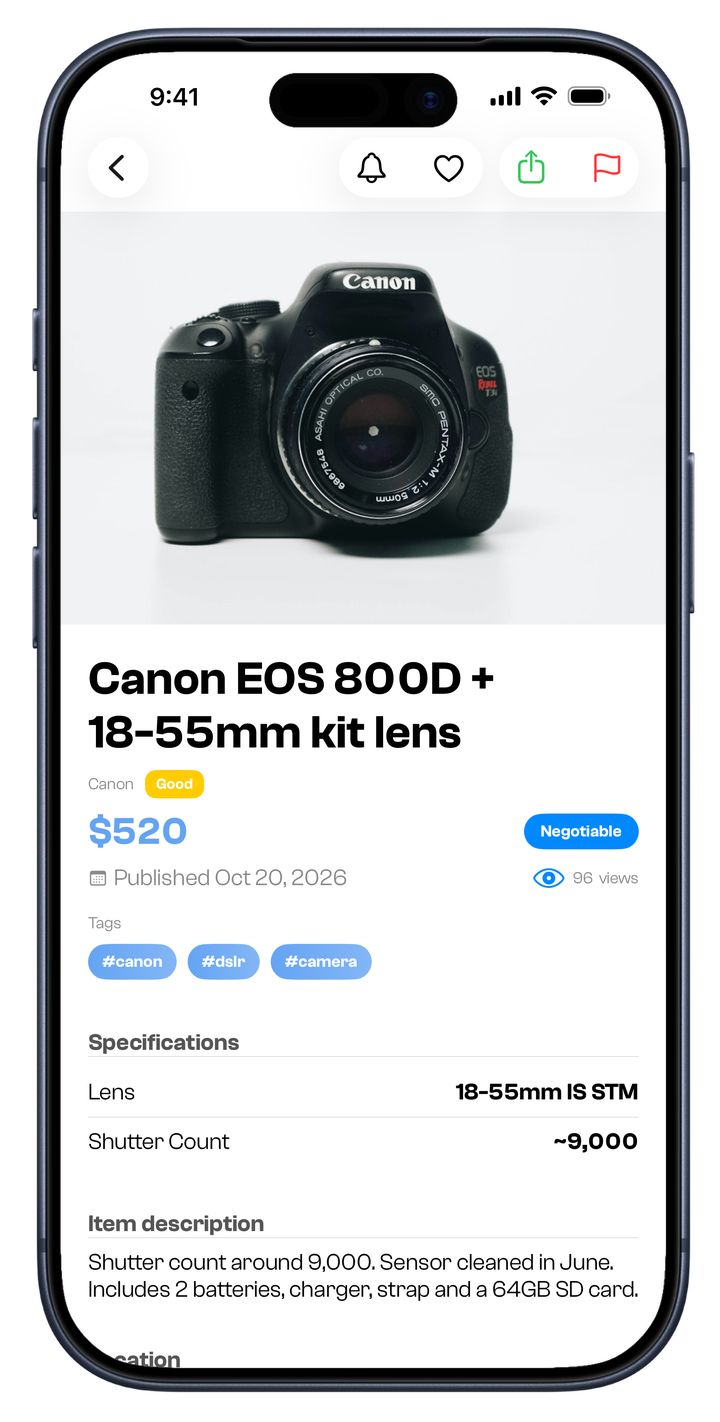 9:41
Canon
EOS
REBEL
T3i
ASAHI OPTICAL CO.
SMC PENTAX-M 1:2 50mm
6667546
Canon EOS 800D +
18-55mm kit lens
Canon Good
$520 Negotiable
Published Oct 20, 2026 96 views
Tags
#canon #dslr #camera
Specifications
Lens 18-55mm IS STM
Shutter Count ~9,000
Item description
Shutter count around 9,000. Sensor cleaned in June.
Includes 2 batteries, charger, strap and a 64GB SD card.